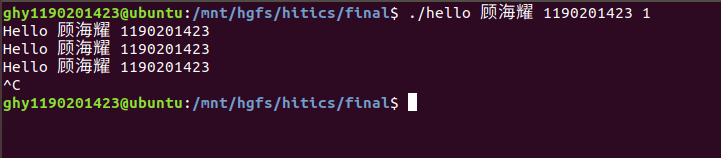 ghy1190201423@ubuntu:/mnt/hgfs/hitics/final$ ./hello 顾海耀 1190201423 1
Hello 顾海耀 1190201423
Hello 顾海耀 1190201423
Hello 顾海耀 1190201423
^C
ghy1190201423@ubuntu:/mnt/hgfs/hitics/final$